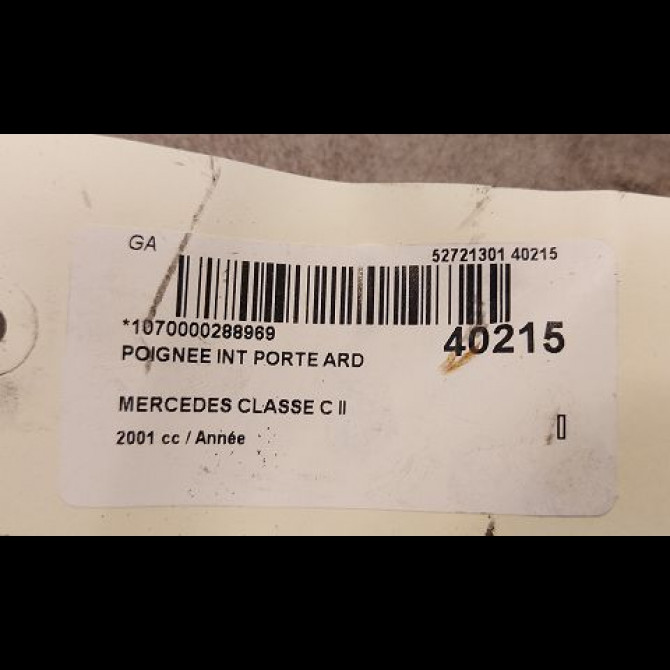 GA
52721301 40215
*1070000288969
40215
POIGNEE INT PORTE ARD
MERCEDES CLASSE C II
2001 cc / Année